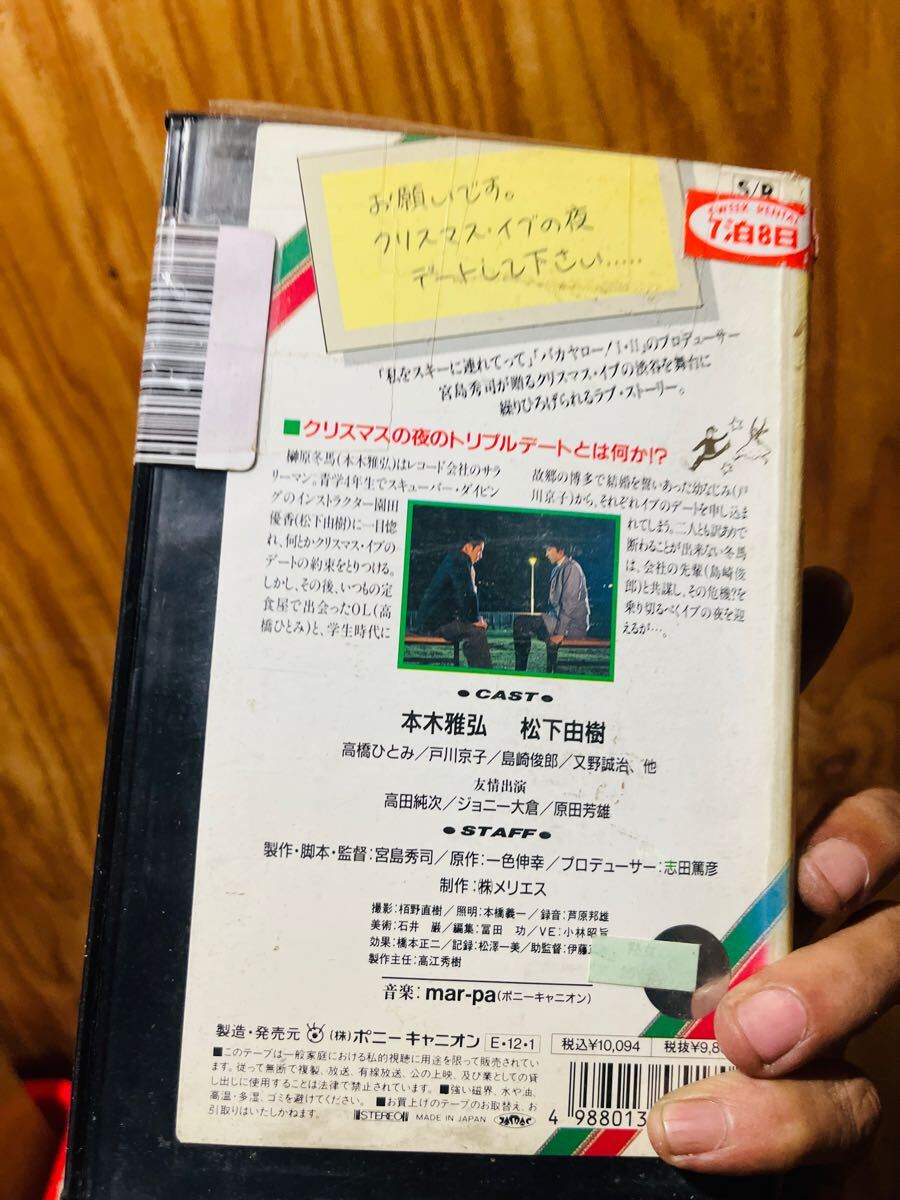 お願いです。
クリスマス・イブの夜
デートして下さい.....
S/R
4WEEK RENTAL
7泊8日
「私をスキーに連れてって」「バカヤロー!I・II」のプロデューサー
宮島秀司が贈るクリスマス・イブの渋谷を舞台に
繰りひろげられるラブ・ストーリー。
■クリスマスの夜のトリプルデートとは何か!?
榊原冬馬(本木雅弘)はレコード会社のサラ
リーマン。青学4年生でスキューバー・ダイビン
グのインストラクター園田
優香(松下由樹)に一目惚
れ、何とかクリスマス・イブの
デートの約束をとりつける。
しかし、その後、いつもの定
食屋で出会ったOL(高
橋ひとみ)と、学生時代に
故郷の博多で結婚を誓いあった幼なじみ(戸
川京子)から、それぞれイブのデートを申し込ま
れてしまう。二人とも訳ありで
断わることが出来ない冬馬
は、会社の先輩(島崎俊
郎)と共謀し、その危機?を
乗り切るべくイブの夜を迎
えるが…。
●CAST●
本木雅弘 松下由樹
高橋ひとみ/戸川京子/島崎俊郎/又野誠治、他
友情出演
高田純次/ジョニー大倉/原田芳雄
●STAFF●
製作・脚本・監督:宮島秀司/原作:一色伸幸/プロデューサー:志田篤彦
制作:㈱メリエス
撮影:栢野直樹/照明:本橋義一/録音:芦原邦雄
美術:石井 巌/編集:冨田 功/VE:小林昭旨
効果:橋本正二/記録:松澤一美/助監督:伊藤
製作主任:高江秀樹
音楽:mar-pa(ポニーキャニオン)
製造・発売元 (株)ポニーキャニオン E・12・1 税込¥10,094 税抜¥9,8
■このテープは一般家庭における私的視聴に用途を限って販売されてい
ます。従って無断で複製、放送、有線放送、公の上映、及び業としての貸
し出しに使用することは法律で禁止されています。■強い磁界、水や油、
高温・多湿、ゴミを避けてください。■お買上げのテープのお取替え、お
引取りはいたしかねます。
STEREO MADE IN JAPAN
4 988013